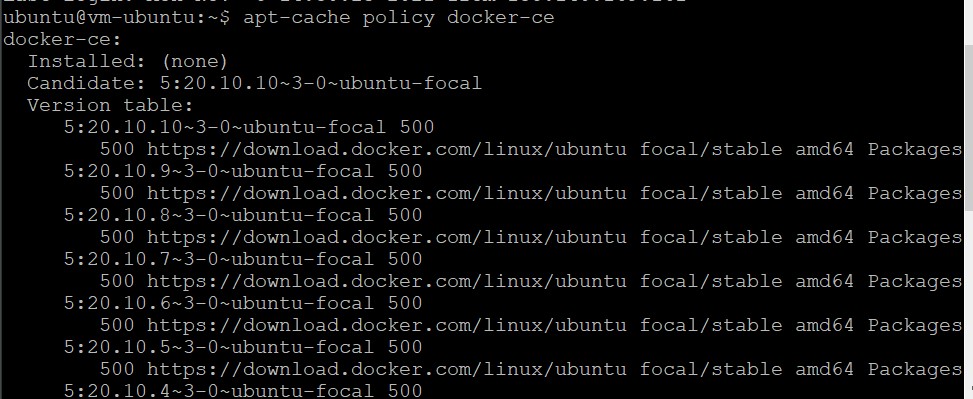 ubuntu@vm-ubuntu:~$ apt-cache policy docker-ce
docker-ce:
  Installed: (none)
  Candidate: 5:20.10.10~3-0~ubuntu-focal
  Version table:
     5:20.10.10~3-0~ubuntu-focal 500
        500 https://download.docker.com/linux/ubuntu focal/stable amd64 Packages
     5:20.10.9~3-0~ubuntu-focal 500
        500 https://download.docker.com/linux/ubuntu focal/stable amd64 Packages
     5:20.10.8~3-0~ubuntu-focal 500
        500 https://download.docker.com/linux/ubuntu focal/stable amd64 Packages
     5:20.10.7~3-0~ubuntu-focal 500
        500 https://download.docker.com/linux/ubuntu focal/stable amd64 Packages
     5:20.10.6~3-0~ubuntu-focal 500
        500 https://download.docker.com/linux/ubuntu focal/stable amd64 Packages
     5:20.10.5~3-0~ubuntu-focal 500
        500 https://download.docker.com/linux/ubuntu focal/stable amd64 Packages
     5:20.10.4~3-0~ubuntu-focal 500